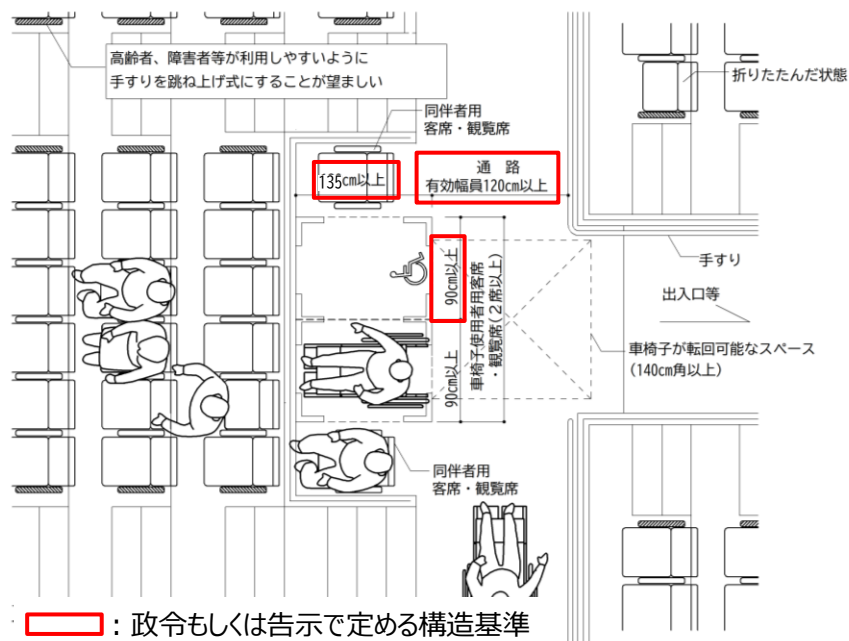 高齢者、障害者等が利用しやすいように
手すりを跳ね上げ式にすることが望ましい
折りたたんだ状態
同伴者用
客席・観覧席
135cm以上
通 路
有効幅員120cm以上
手すり
90cm以上
90cm以上
車椅子使用者用客席
・観覧席(2席以上)
出入口等
車椅子が転回可能なスペース
(140cm角以上)
同伴者用
客席・観覧席
:政令もしくは告示で定める構造基準